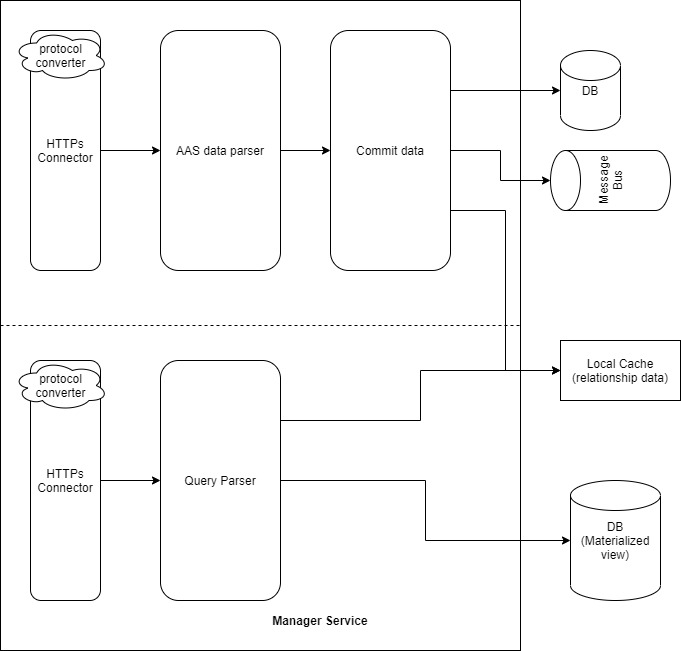 protocol
converter
HTTPs
Connector
AAS data parser
Commit data
DB
Message
Bus
protocol
converter
HTTPs
Connector
Query Parser
Local Cache
(relationship data)
DB
(Materialized
view)
Manager Service